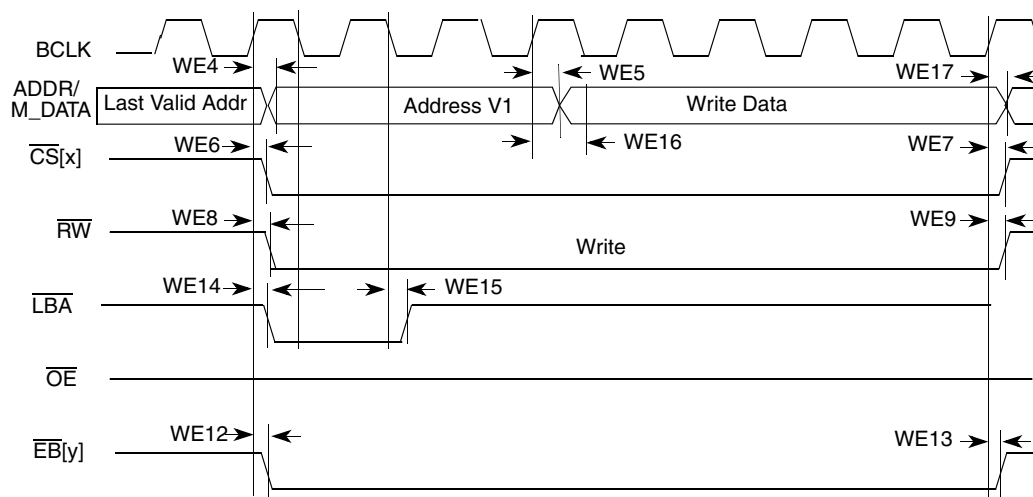 BCLK
WE4
WE5
WE17
ADDR/
M_DATA
Last Valid Addr
Address V1
Write Data
WE6
WE16
WE7
CS[x]
WE8
WE9
RW
Write
WE14
WE15
LBA
OE
WE12
WE13
EB[y]